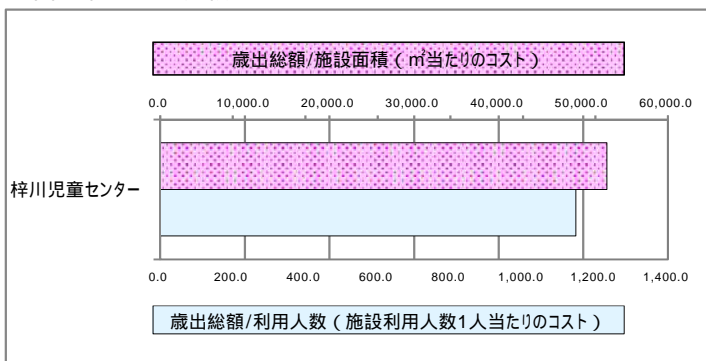 歳出総額/施設面積(㎡当たりのコスト)
0.0 10,000.0 20,000.0 30,000.0 40,000.0 50,000.0 60,000.0
梓川児童センター
0.0 200.0 400.0 600.0 800.0 1,000.0 1,200.0 1,400.0
歳出総額/利用人数(施設利用人数1人当たりのコスト)